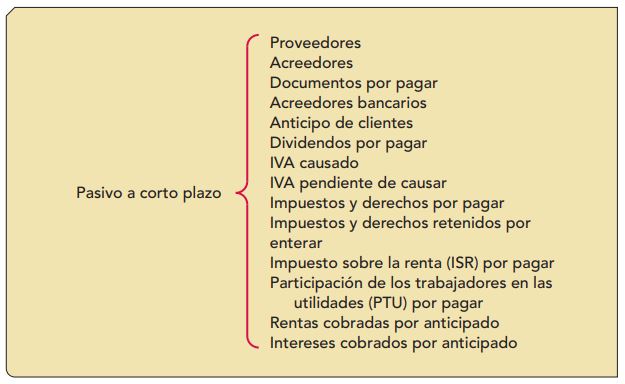 Pasivo a corto plazo
Proveedores
Acreedores
Documentos por pagar
Acreedores bancarios
Anticipo de clientes
Dividendos por pagar
IVA causado
IVA pendiente de causar
Impuestos y derechos por pagar
Impuestos y derechos retenidos por
enterar
Impuesto sobre la renta (ISR) por pagar
Participación de los trabajadores en las
utilidades (PTU) por pagar
Rentas cobradas por anticipado
Intereses cobrados por anticipado